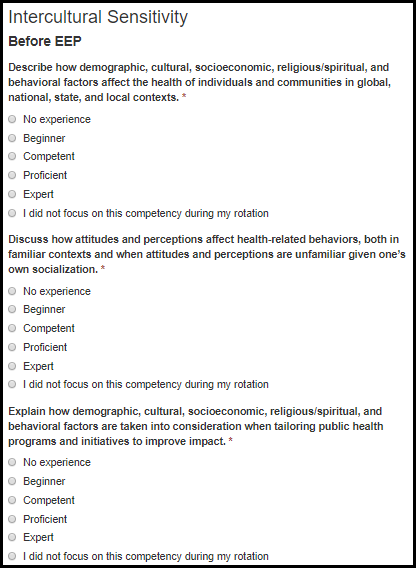 Intercultural Sensitivity
Before EEP
Describe how demographic, cultural, socioeconomic, religious/spiritual, and
behavioral factors affect the health of individuals and communities in global,
national, state, and local contexts. *
No experience
Beginner
Competent
Proficient
Expert
I did not focus on this competency during my rotation
Discuss how attitudes and perceptions affect health-related behaviors, both in
familiar contexts and when attitudes and perceptions are unfamiliar given one's
own socialization. *
No experience
Beginner
Competent
Proficient
Expert
I did not focus on this competency during my rotation
Explain how demographic, cultural, socioeconomic, religious/spiritual, and
behavioral factors are taken into consideration when tailoring public health
programs and initiatives to improve impact. *
No experience
Beginner
Competent
Proficient
Expert
I did not focus on this competency during my rotation